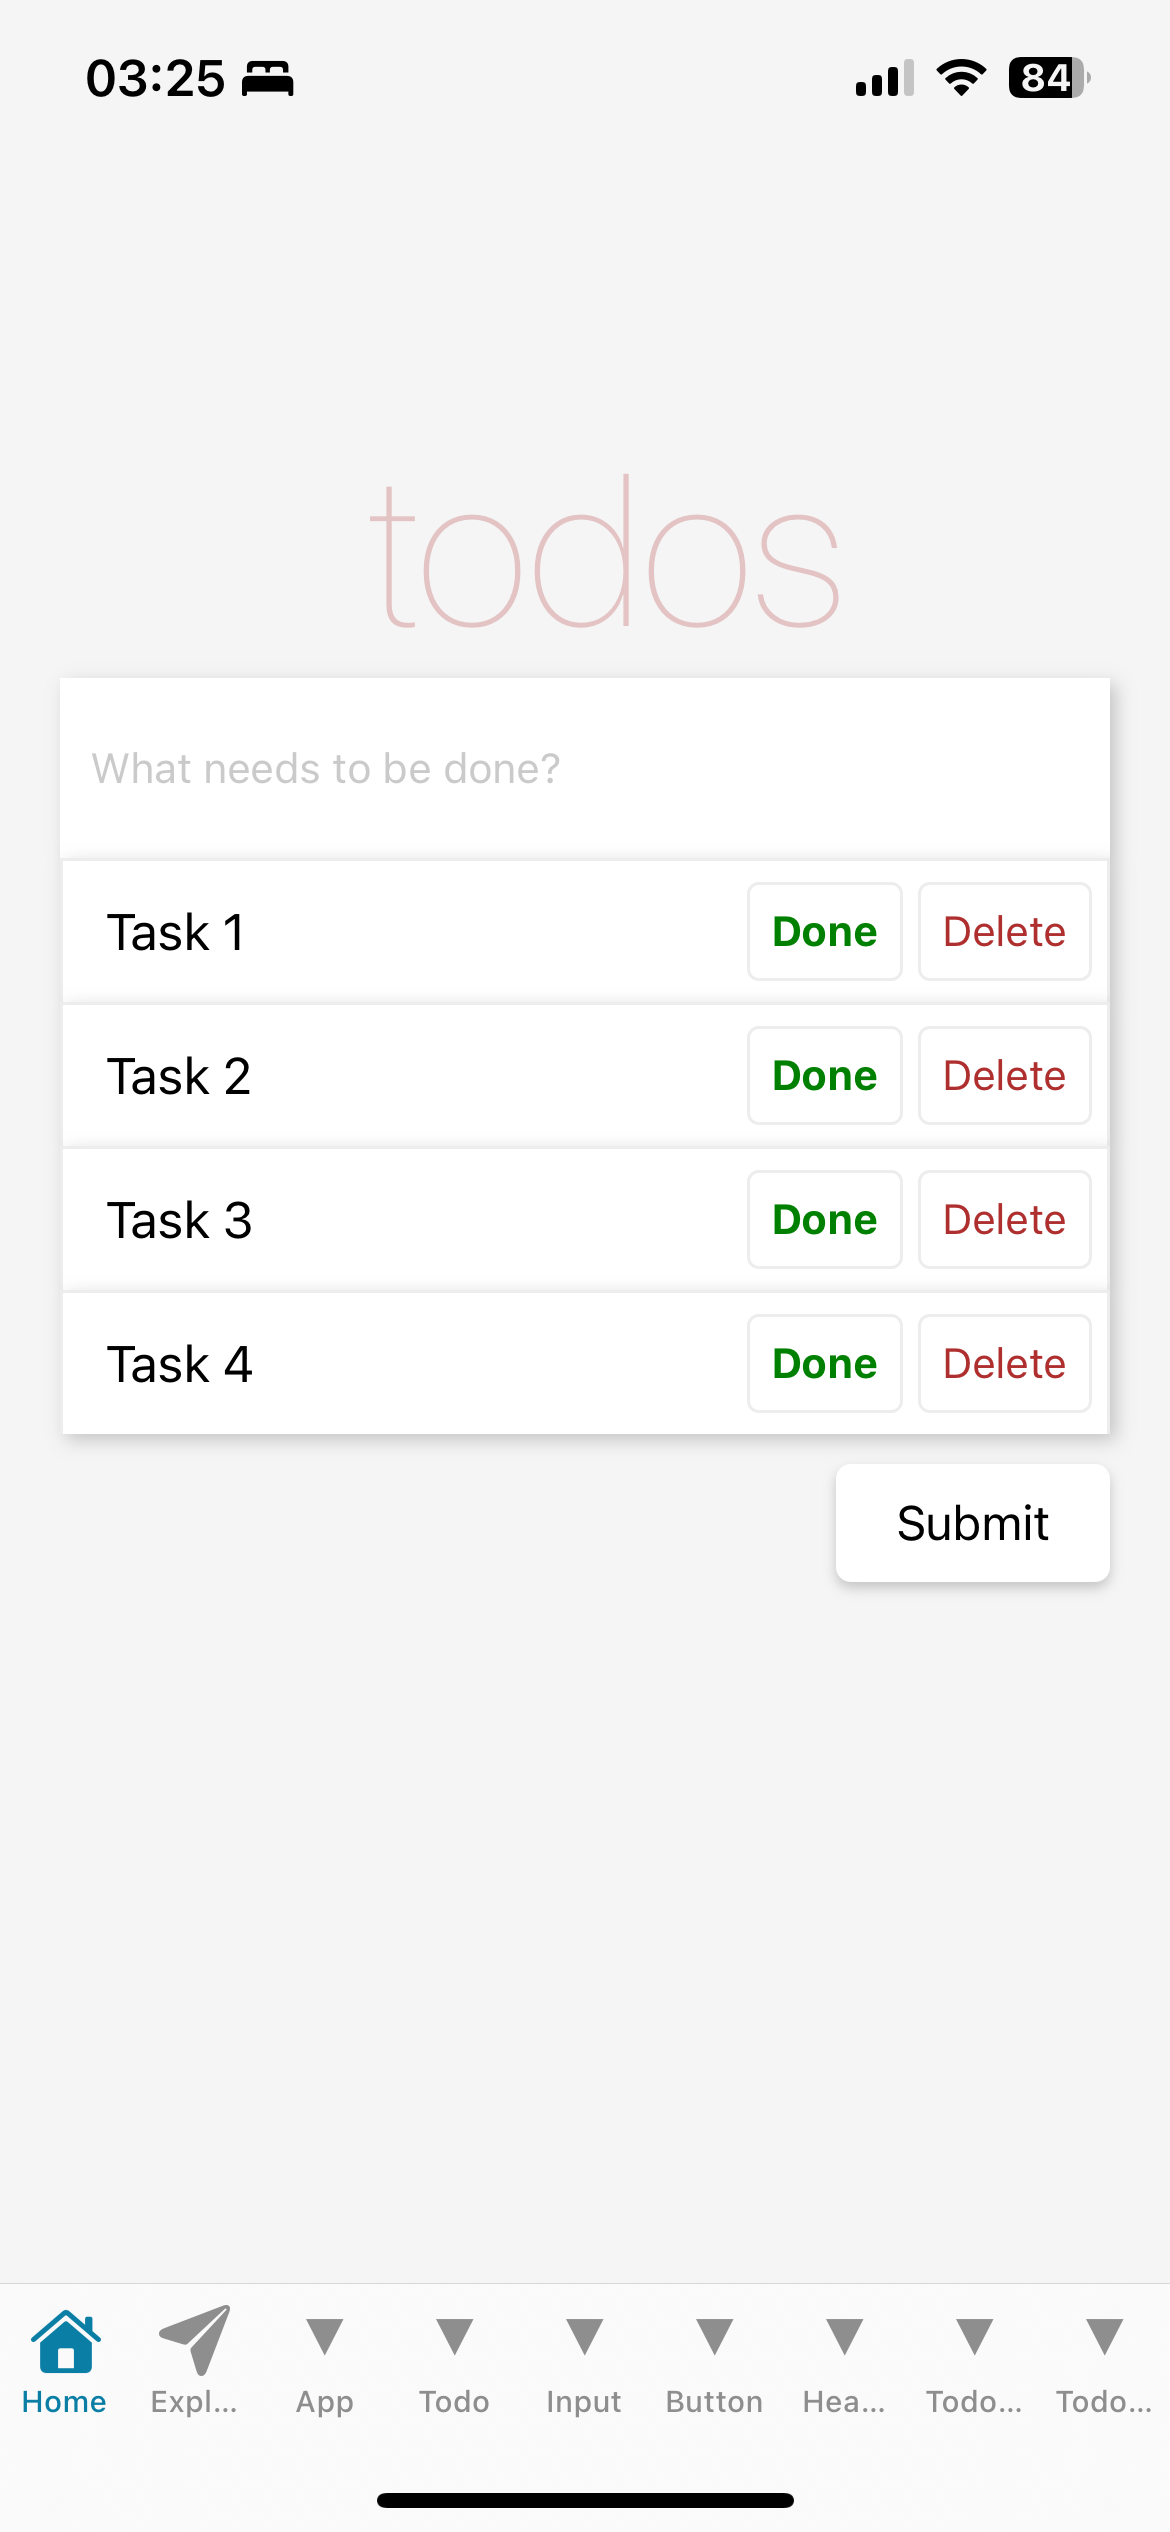 03:25 84
todos
What needs to be done?
Task 1 Done Delete
Task 2 Done Delete
Task 3 Done Delete
Task 4 Done Delete
Submit
Home Expl... App Todo Input Button Hea... Todo... Todo...